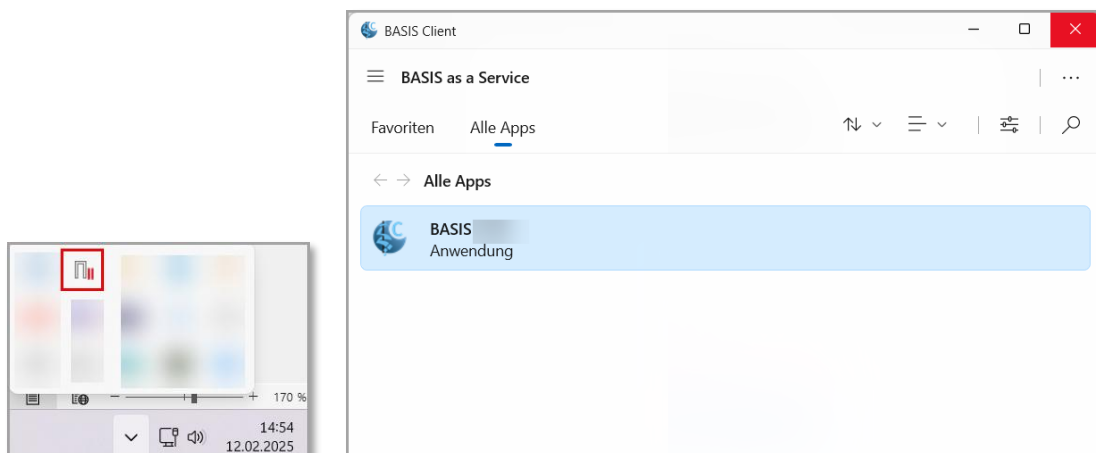 BASIS Client
BASIS as a Service
Favoriten Alle Apps
Alle Apps
BASIS
Anwendung
170 %
14:54
12.02.2025